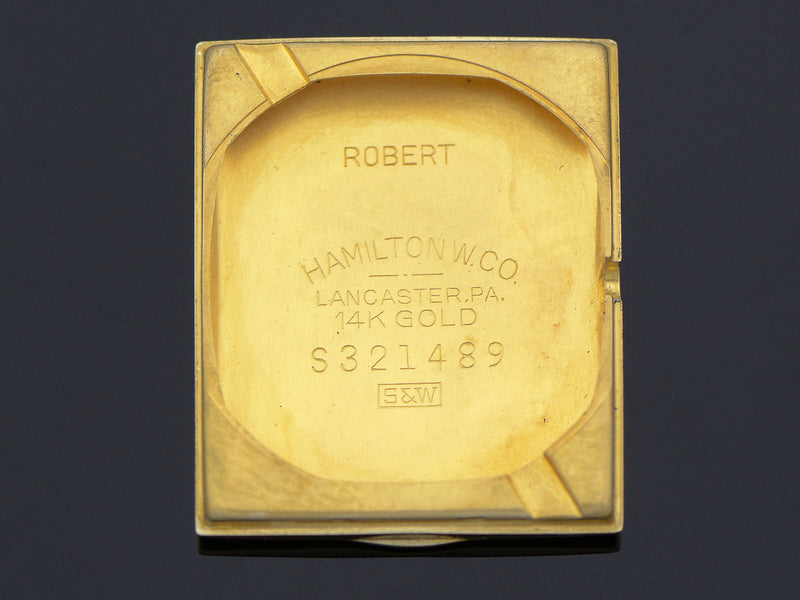 ROBERT
HAMILTON W.CO.
LANCASTER.PA.
14K GOLD
S321489
S&W